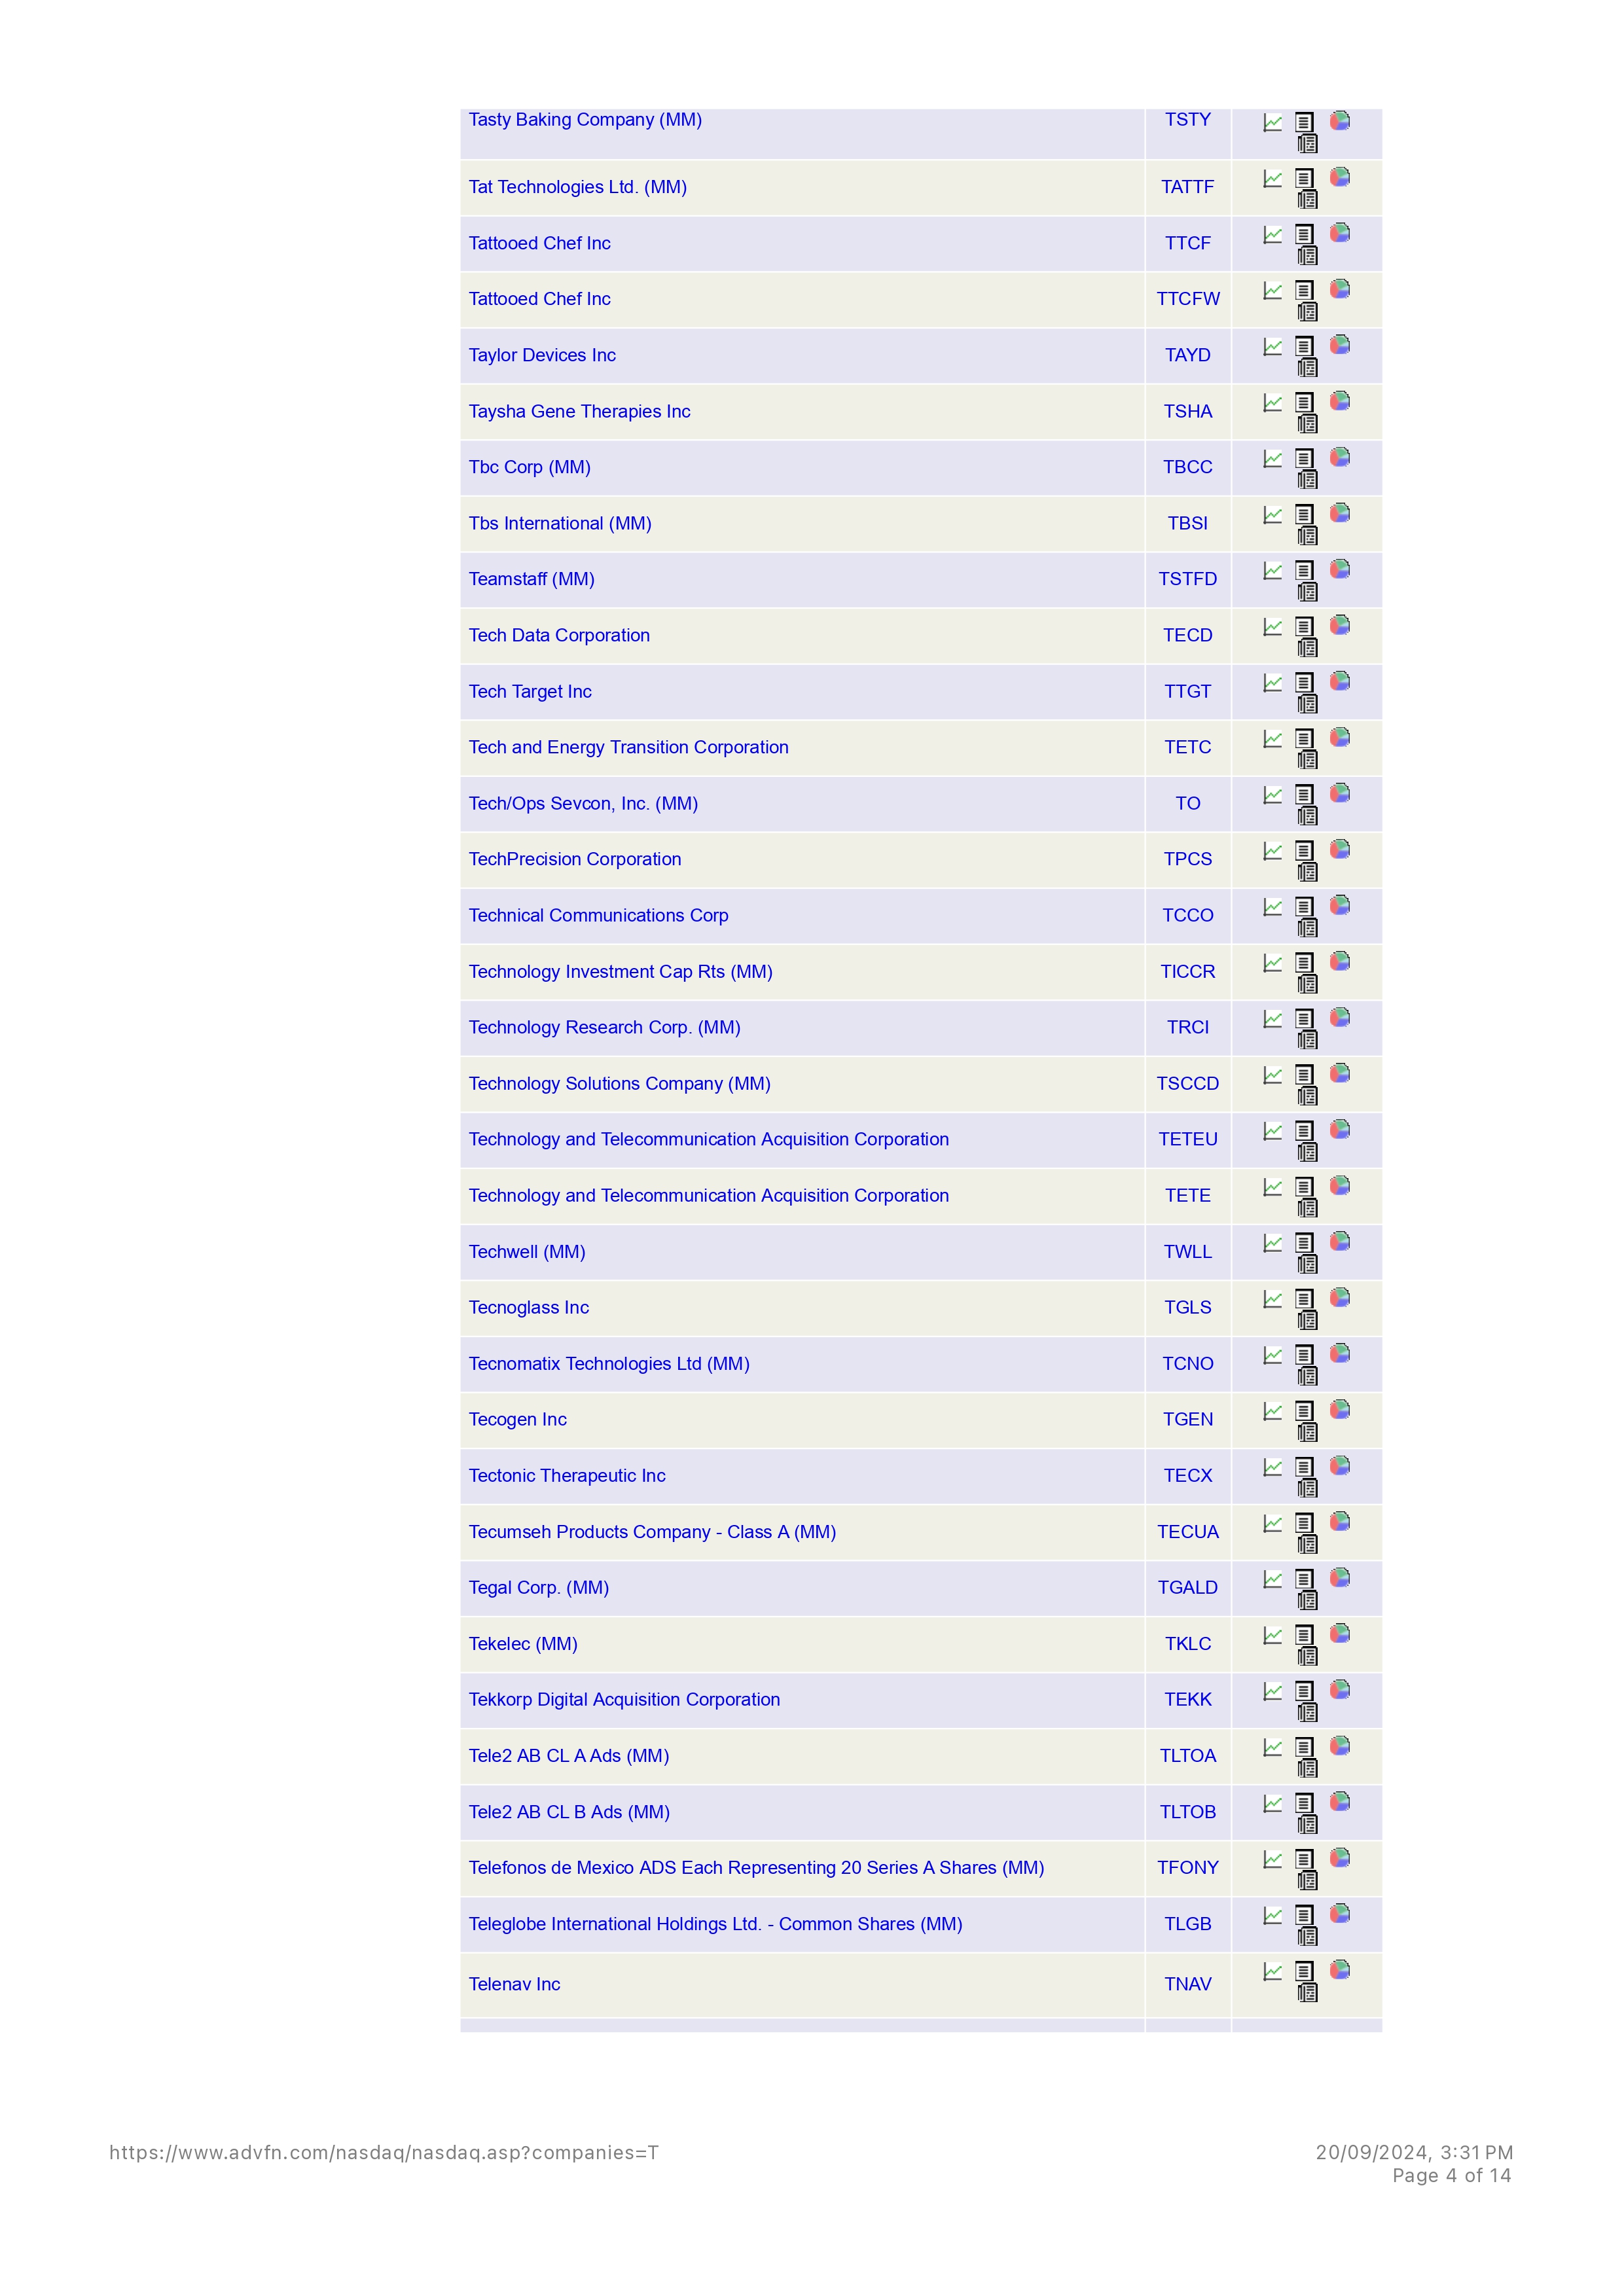 Tasty Baking Company (MM) TSTY
Tat Technologies Ltd. (MM) TATTF
Tattooed Chef Inc TTCF
Tattooed Chef Inc TTCFW
Taylor Devices Inc TAYD
Taysha Gene Therapies Inc TSHA
Tbc Corp (MM) TBCC
Tbs International (MM) TBSI
Teamstaff (MM) TSTFD
Tech Data Corporation TECD
Tech Target Inc TTGT
Tech and Energy Transition Corporation TETC
Tech/Ops Sevcon, Inc. (MM) TO
TechPrecision Corporation TPCS
Technical Communications Corp TCCO
Technology Investment Cap Rts (MM) TICCR
Technology Research Corp. (MM) TRCI
Technology Solutions Company (MM) TSCCD
Technology and Telecommunication Acquisition Corporation TETEU
Technology and Telecommunication Acquisition Corporation TETE
Techwell (MM) TWLL
Tecnoglass Inc TGLS
Tecnomatix Technologies Ltd (MM) TCNO
Tecogen Inc TGEN
Tectonic Therapeutic Inc TECX
Tecumseh Products Company - Class A (MM) TECUA
Tegal Corp. (MM) TGALD
Tekelec (MM) TKLC
Tekkorp Digital Acquisition Corporation TEKK
Tele2 AB CL A Ads (MM) TLTOA
Tele2 AB CL B Ads (MM) TLTOB
Telefonos de Mexico ADS Each Representing 20 Series A Shares (MM) TFONY
Teleglobe International Holdings Ltd. - Common Shares (MM) TLGB
Telenav Inc TNAV
https://www.advfn.com/nasdaq/nasdaq.asp?companies=T 20/09/2024, 3:31 PM
Page 4 of 14